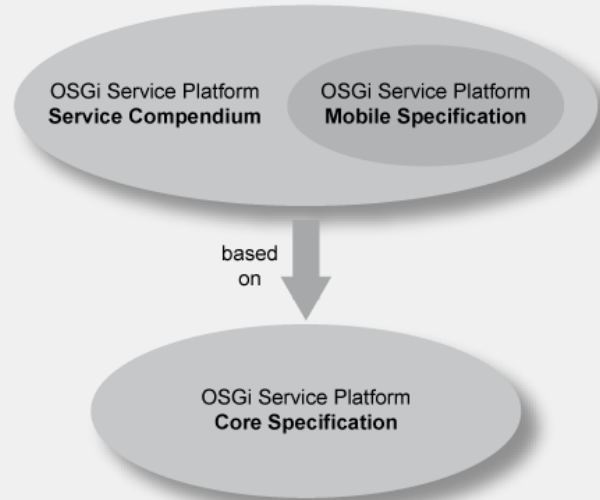 OSGi Service Platform
Service Compendium
OSGi Service Platform
Mobile Specification
based
on
OSGi Service Platform
Core Specification